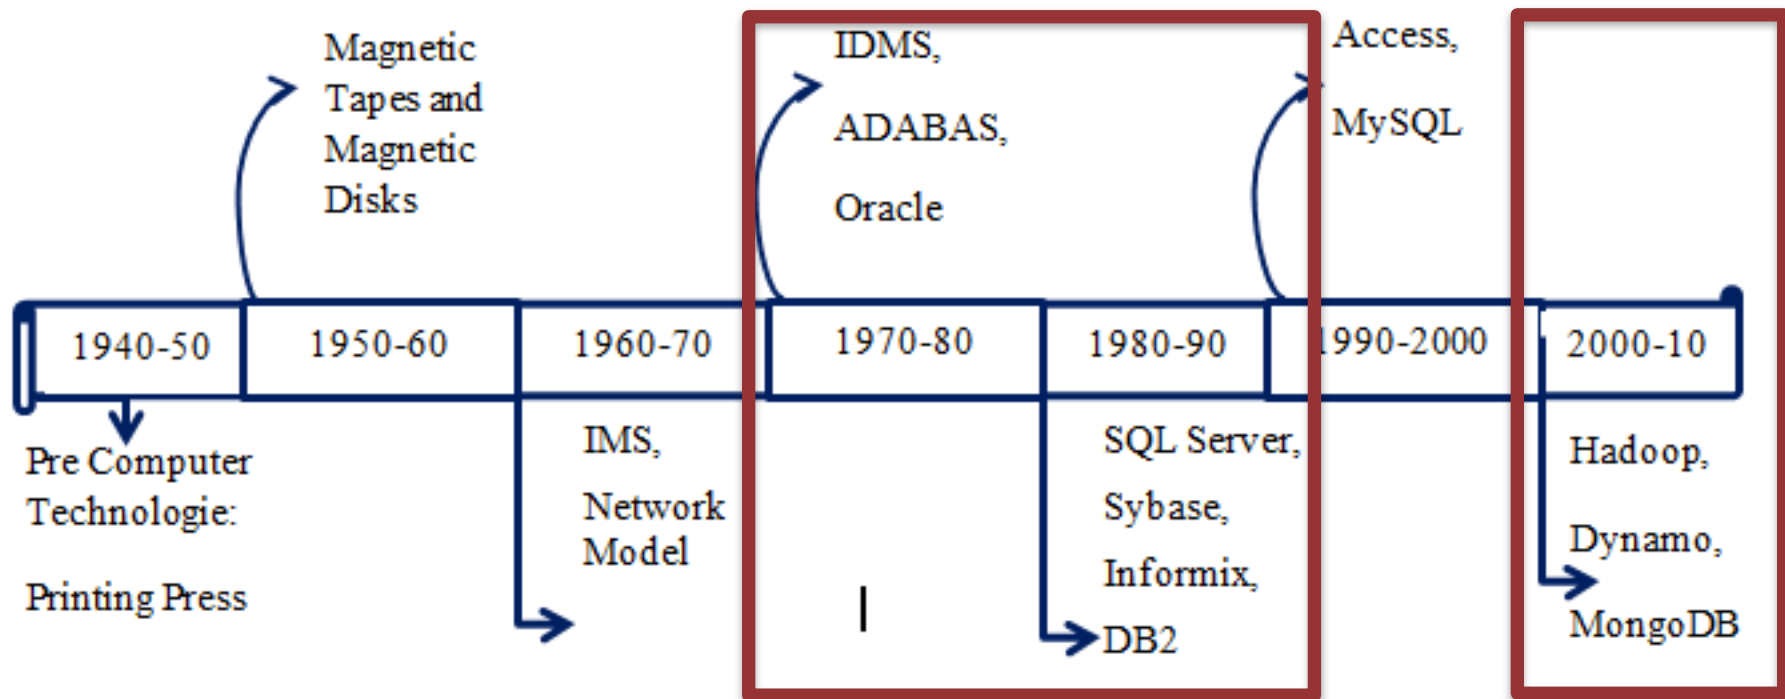 Magnetic
Tapes and
Magnetic
Disks
IDMS,
ADABAS,
Oracle
Access,
MySQL
1940-50
1950-60
1960-70
1970-80
1980-90
1990-2000
2000-10
Pre Computer
Technologie:
Printing Press
IMS,
Network
Model
SQL Server,
Sybase,
Informix,
DB2
Hadoop,
Dynamo,
MongoDB